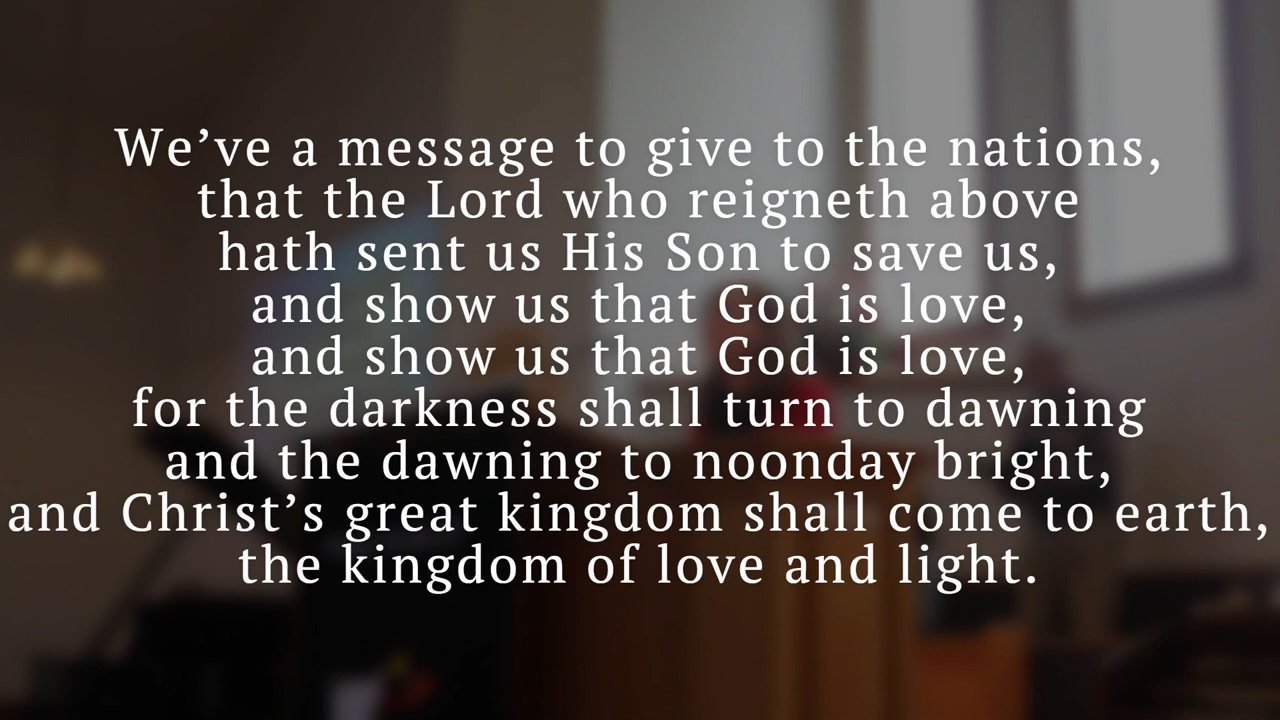 We’ve a message to give to the nations,
that the Lord who reigneth above
hath sent us His Son to save us,
and show us that God is love,
and show us that God is love,
for the darkness shall turn to dawning
and the dawning to noonday bright,
and Christ’s great kingdom shall come to earth,
the kingdom of love and light.